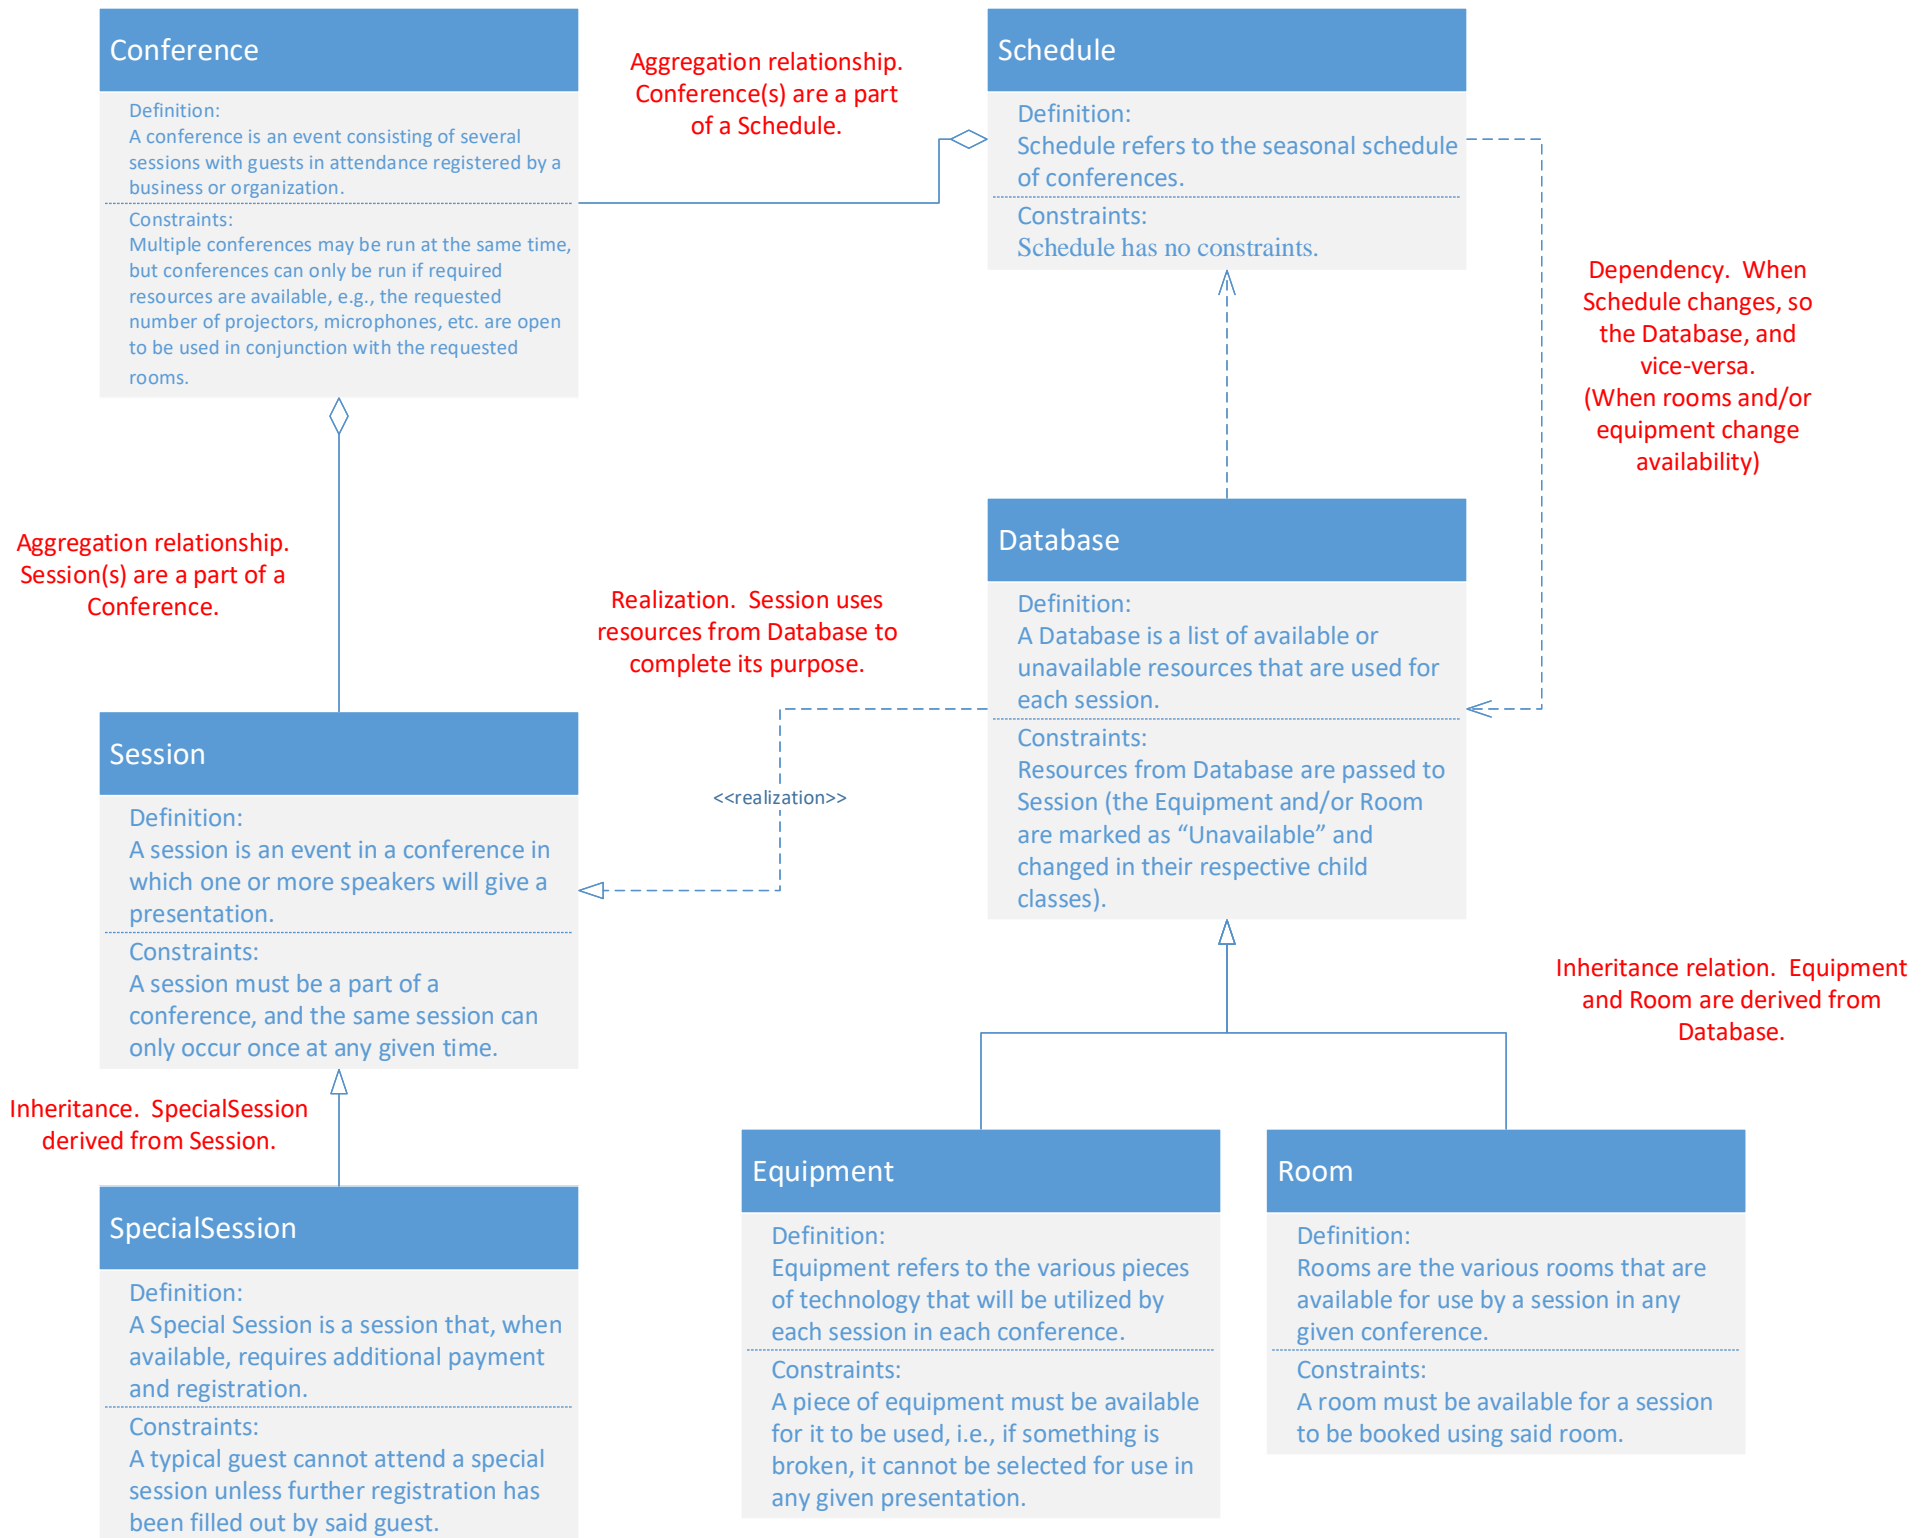 Conference
Definition:
A conference is an event consisting of several
sessions with guests in attendance registered by a
business or organization.
Constraints:
Multiple conferences may be run at the same time,
but conferences can only be run if required
resources are available, e.g., the requested
number of projectors, microphones, etc. are open
to be used in conjunction with the requested
rooms.
Aggregation relationship.
Conference(s) are a part
of a Schedule.
Schedule
Definition:
Schedule refers to the seasonal schedule
of conferences.
Constraints:
Schedule has no constraints.
Dependency.  When
Schedule changes, so
the Database, and
vice-versa.
(When rooms and/or
equipment change
availability)
Aggregation relationship.
Session(s) are a part of a
Conference.
Realization.  Session uses
resources from Database to
complete its purpose.
<<realization>>
Database
Definition:
A Database is a list of available or
unavailable resources that are used for
each session.
Constraints:
Resources from Database are passed to
Session (the Equipment and/or Room
are marked as “Unavailable” and
changed in their respective child
classes).
Session
Definition:
A session is an event in a conference in
which one or more speakers will give a
presentation.
Constraints:
A session must be a part of a
conference, and the same session can
only occur once at any given time.
Inheritance relation.  Equipment
and Room are derived from
Database.
Inheritance.  SpecialSession
derived from Session.
SpecialSession
Definition:
A Special Session is a session that, when
available, requires additional payment
and registration.
Constraints:
A typical guest cannot attend a special
session unless further registration has
been filled out by said guest.
Equipment
Definition:
Equipment refers to the various pieces
of technology that will be utilized by
each session in each conference.
Constraints:
A piece of equipment must be available
for it to be used, i.e., if something is
broken, it cannot be selected for use in
any given presentation.
Room
Definition:
Rooms are the various rooms that are
available for use by a session in any
given conference.
Constraints:
A room must be available for a session
to be booked using said room.